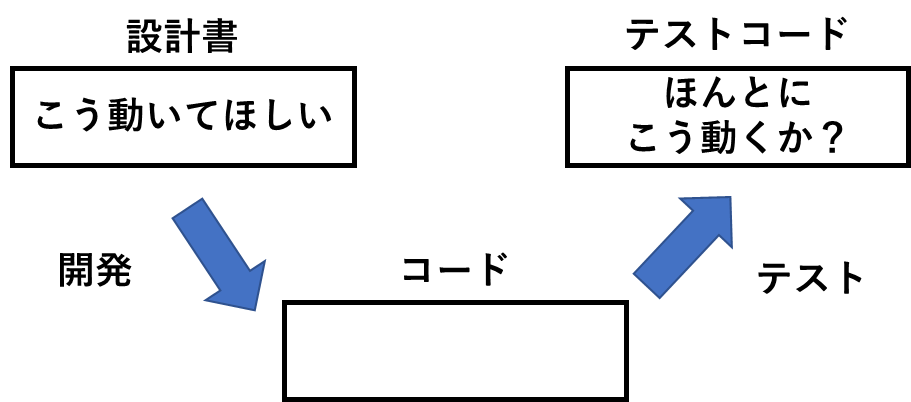 設計書
こう動いてほしい
テストコード
ほんとに
こう動くか？
開発
コード
テスト